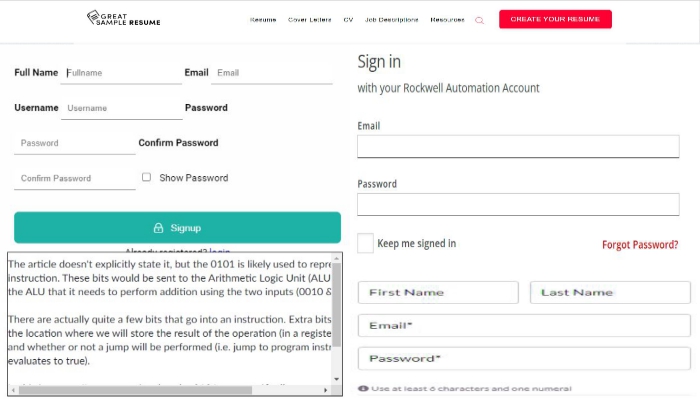 GREAT
SAMPLE RESUME
Resume Cover Letters CV Job Descriptions Resources CREATE YOUR RESUME
Full Name Fullname Email Email
Username Username Password
Password Confirm Password
Confirm Password Show Password
Signup
Already registered? login
The article doesn't explicitly state it, but the 0101 is likely used to repre
instruction. These bits would be sent to the Arithmetic Logic Unit (ALU
the ALU that it needs to perform addition using the two inputs (0010 &
There are actually quite a few bits that go into an instruction. Extra bits
the location where we will store the result of the operation (in a registe
and whether or not a jump will be performed (i.e. jump to program instr
evaluates to true).
Sign in
with your Rockwell Automation Account
Email
Password
Keep me signed in Forgot Password?
First Name Last Name
Email*
Password*
Use at least 6 characters and one numeral